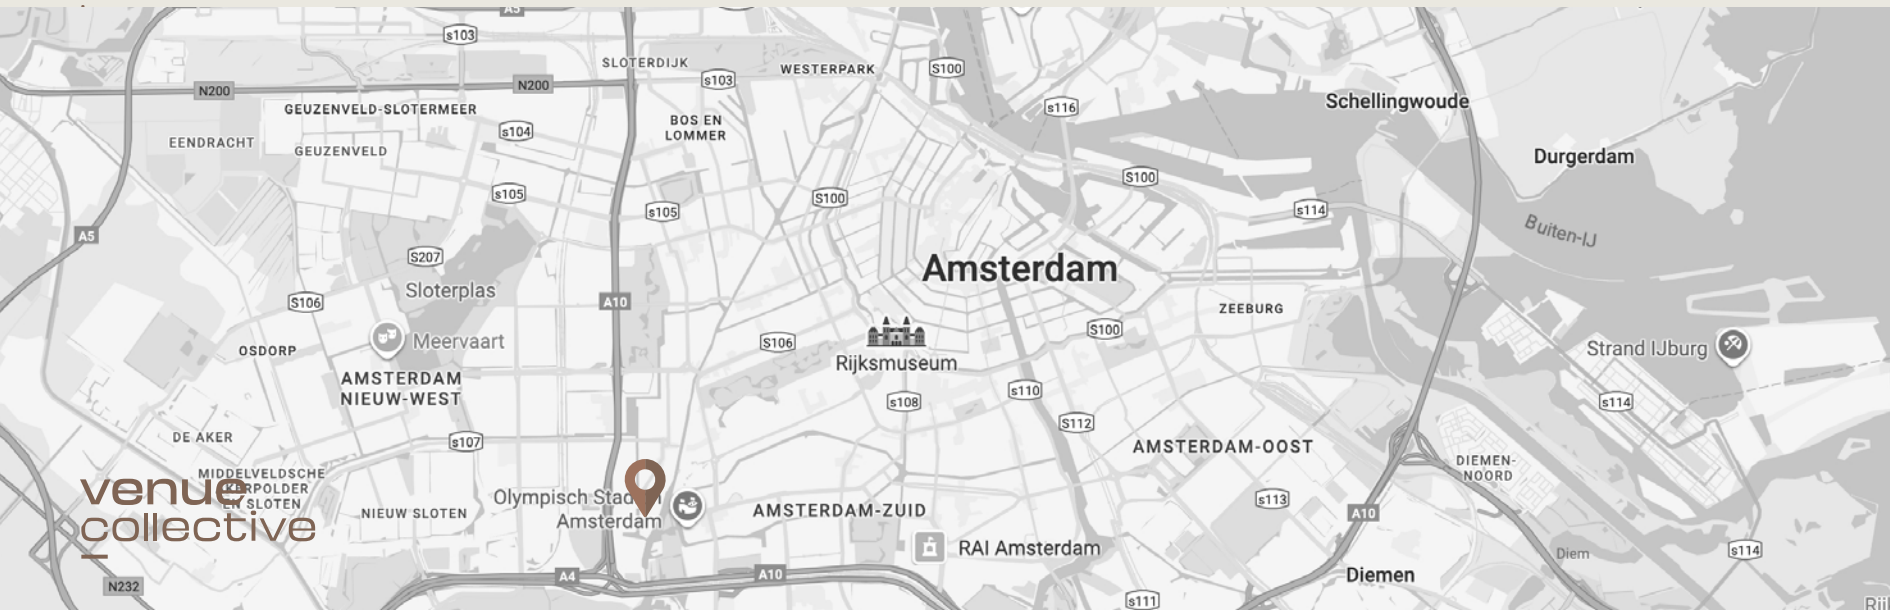 A5
s103
SLOTERDIJK
WESTERPARK
S100
s103
N200
N200
GEUZENVELD-SLOTERMEER
Schellingwoude
s116
BOS EN
LOMMER
s104
EENDRACHT
GEUZENVELD
Durgerdam
S100
s105
S100
s105
s114
A5
Buiten-IJ
S207
Amsterdam
Sloterplas
S106
A10
ZEEBURG
S100
Meervaart
S106
OSDORP
Rijksmuseum
Strand IJburg
AMSTERDAM
NIEUW-WEST
s108
s110
s114
S112
DE AKER
s107
AMSTERDAM-OOST
DIEMEN-
NOORD
MIDDELVELDSCHE
EN SLOTEN
venue
collective
NIEUW SLOTEN
Olympisch
Amsterdam
AMSTERDAM-ZUID
s113
A10
RAI Amsterdam
s114
Diem
A4
A10
Diemen
N232
s111